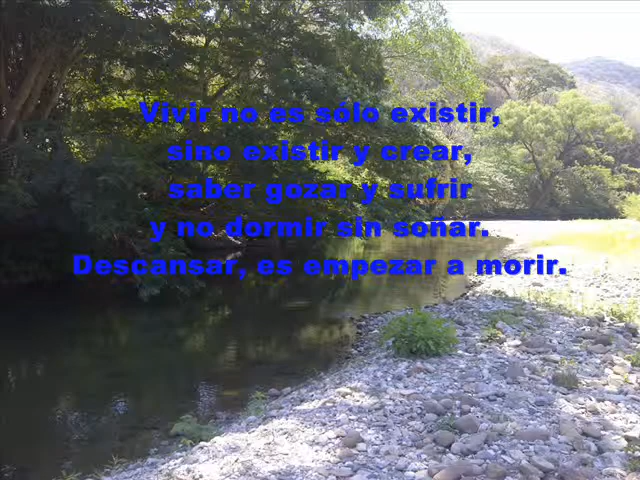 Vivir no es sólo existir,
sino existir y crear,
saber gozar y sufrir
y no dormir sin soñar.
Descansar, es empezar a morir.